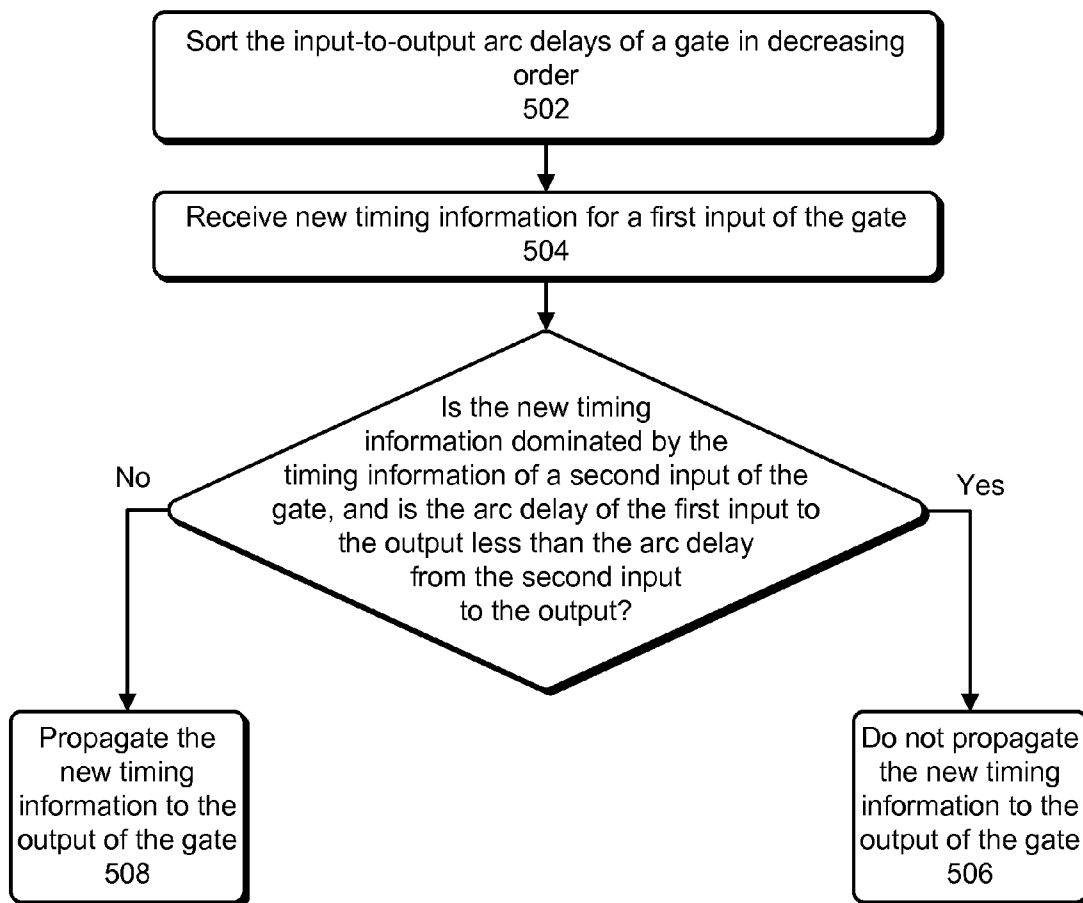 Sort the input-to-output arc delays of a gate in decreasing
order
502
Receive new timing information for a first input of the gate
504
Is the new timing
information dominated by the
timing information of a second input of the
gate, and is the arc delay of the first input to
the output less than the arc delay
from the second input
to the output?
No
Yes
Propagate the
new timing
information to the
output of the gate
508
Do not propagate
the new timing
information to the
output of the gate
506